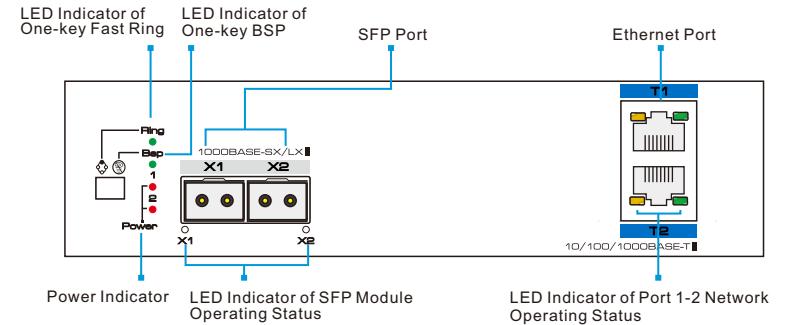 LED Indicator of
One-key Fast Ring
LED Indicator of
One-key BSP
SFP Port
Ethernet Port
T1
Ring
Bsp
1
2
Power
1000BASE-SX/LX
X1 X2
X1 X2
T2
10/100/1000BASE-T
Power Indicator
LED Indicator of SFP Module
Operating Status
LED Indicator of Port 1-2 Network
Operating Status